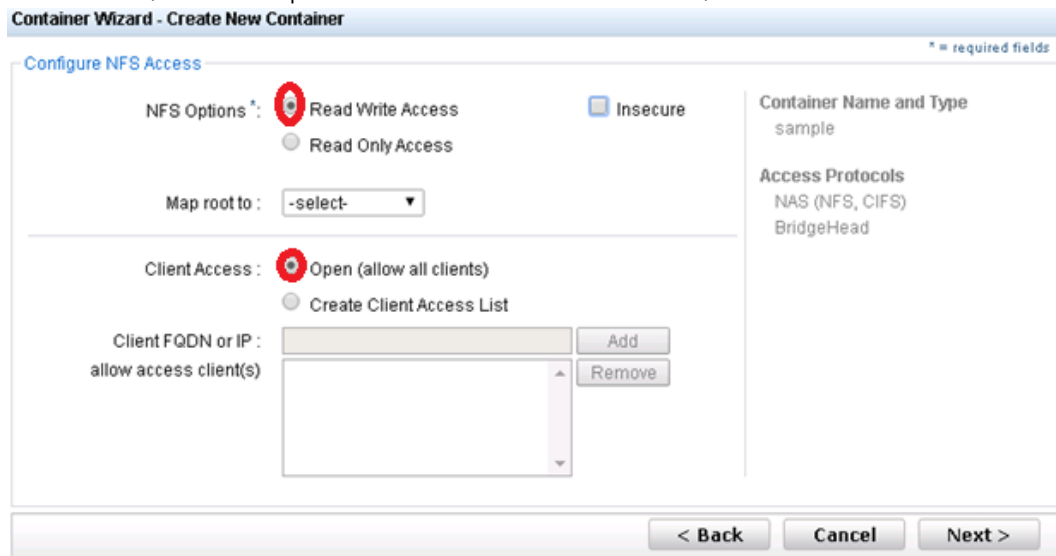 Container Wizard - Create New Container
* = required fields
Configure NFS Access
NFS Options *: Read Write Access Insecure
Read Only Access
Map root to : -select-
Client Access : Open (allow all clients)
Create Client Access List
Client FQDN or IP : Add
allow access client(s) Remove
Container Name and Type
sample
Access Protocols
NAS (NFS, CIFS)
BridgeHead
< Back Cancel Next >